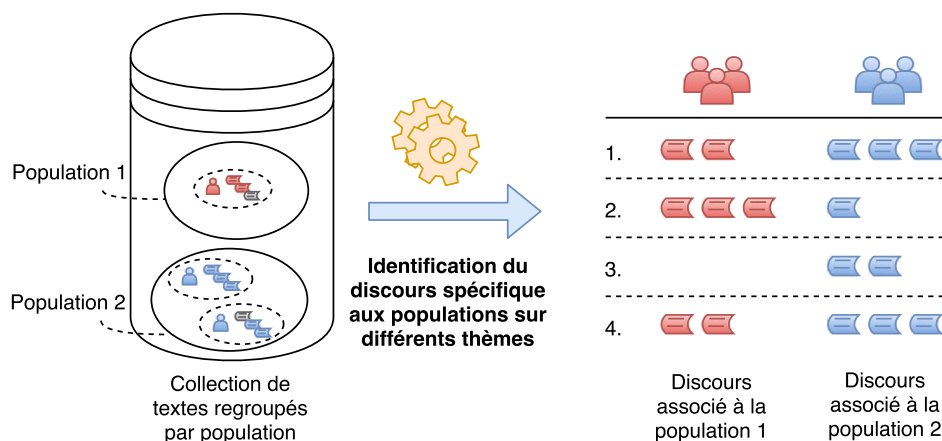 Population 1
Population 2
Collection de
textes regroupés
par population
Identification du
discours spécifique
aux populations sur
différents thèmes
1.
2.
3.
4.
Discours
associé à la
population 1
Discours
associé à la
population 2